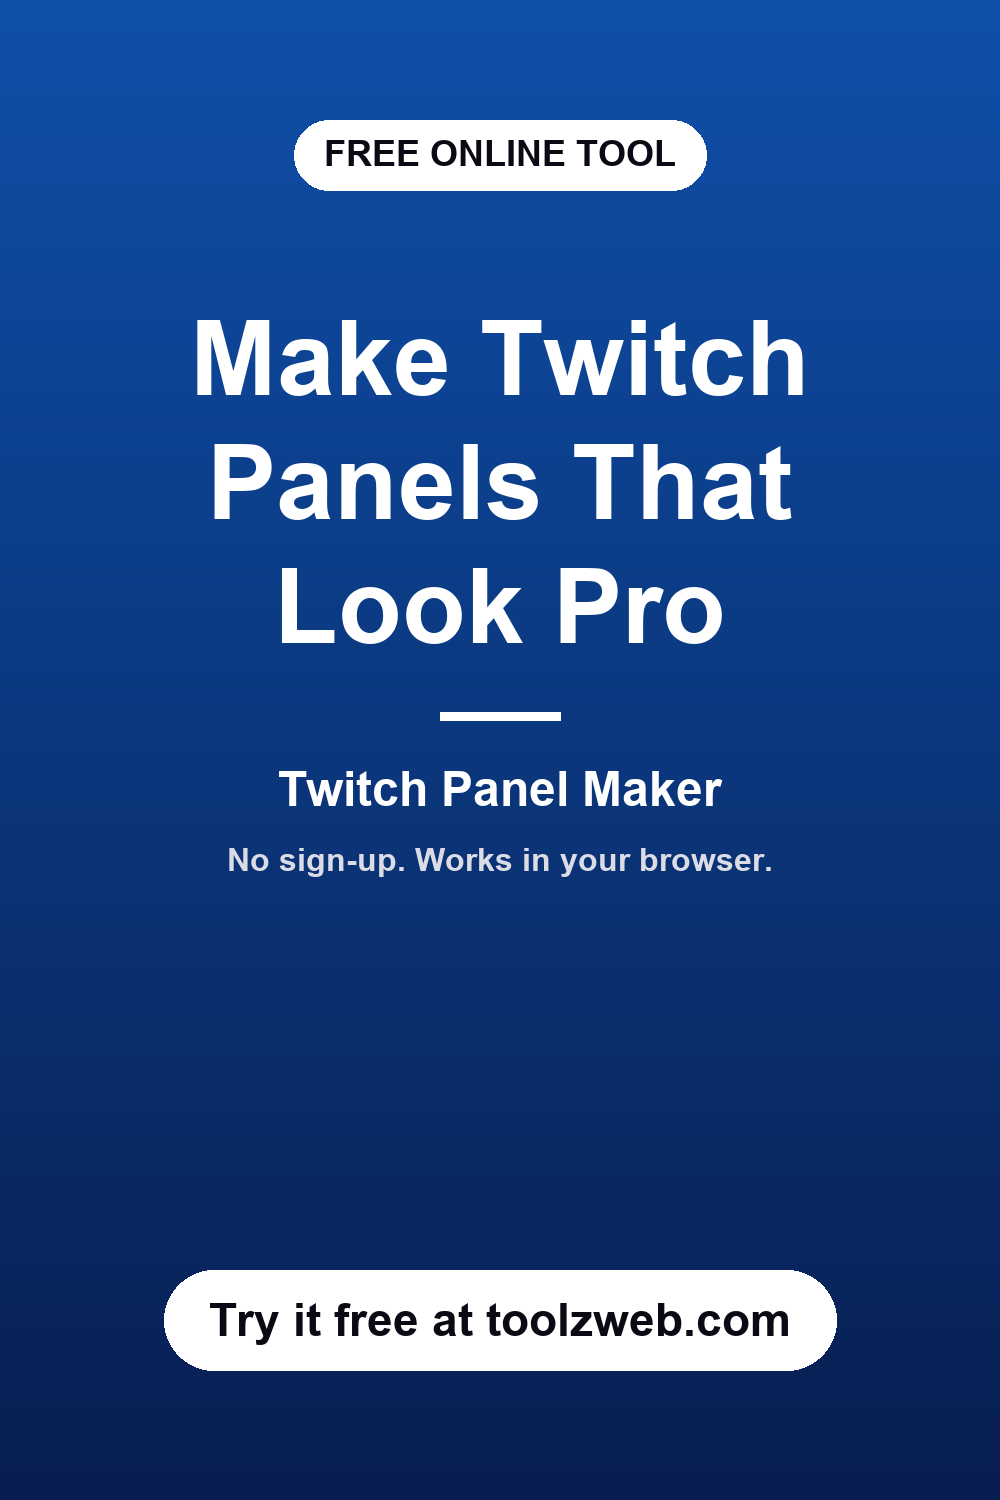 FREE ONLINE TOOL
Make Twitch
Panels That
Look Pro
Twitch Panel Maker
No sign-up. Works in your browser.
Try it free at toolzweb.com